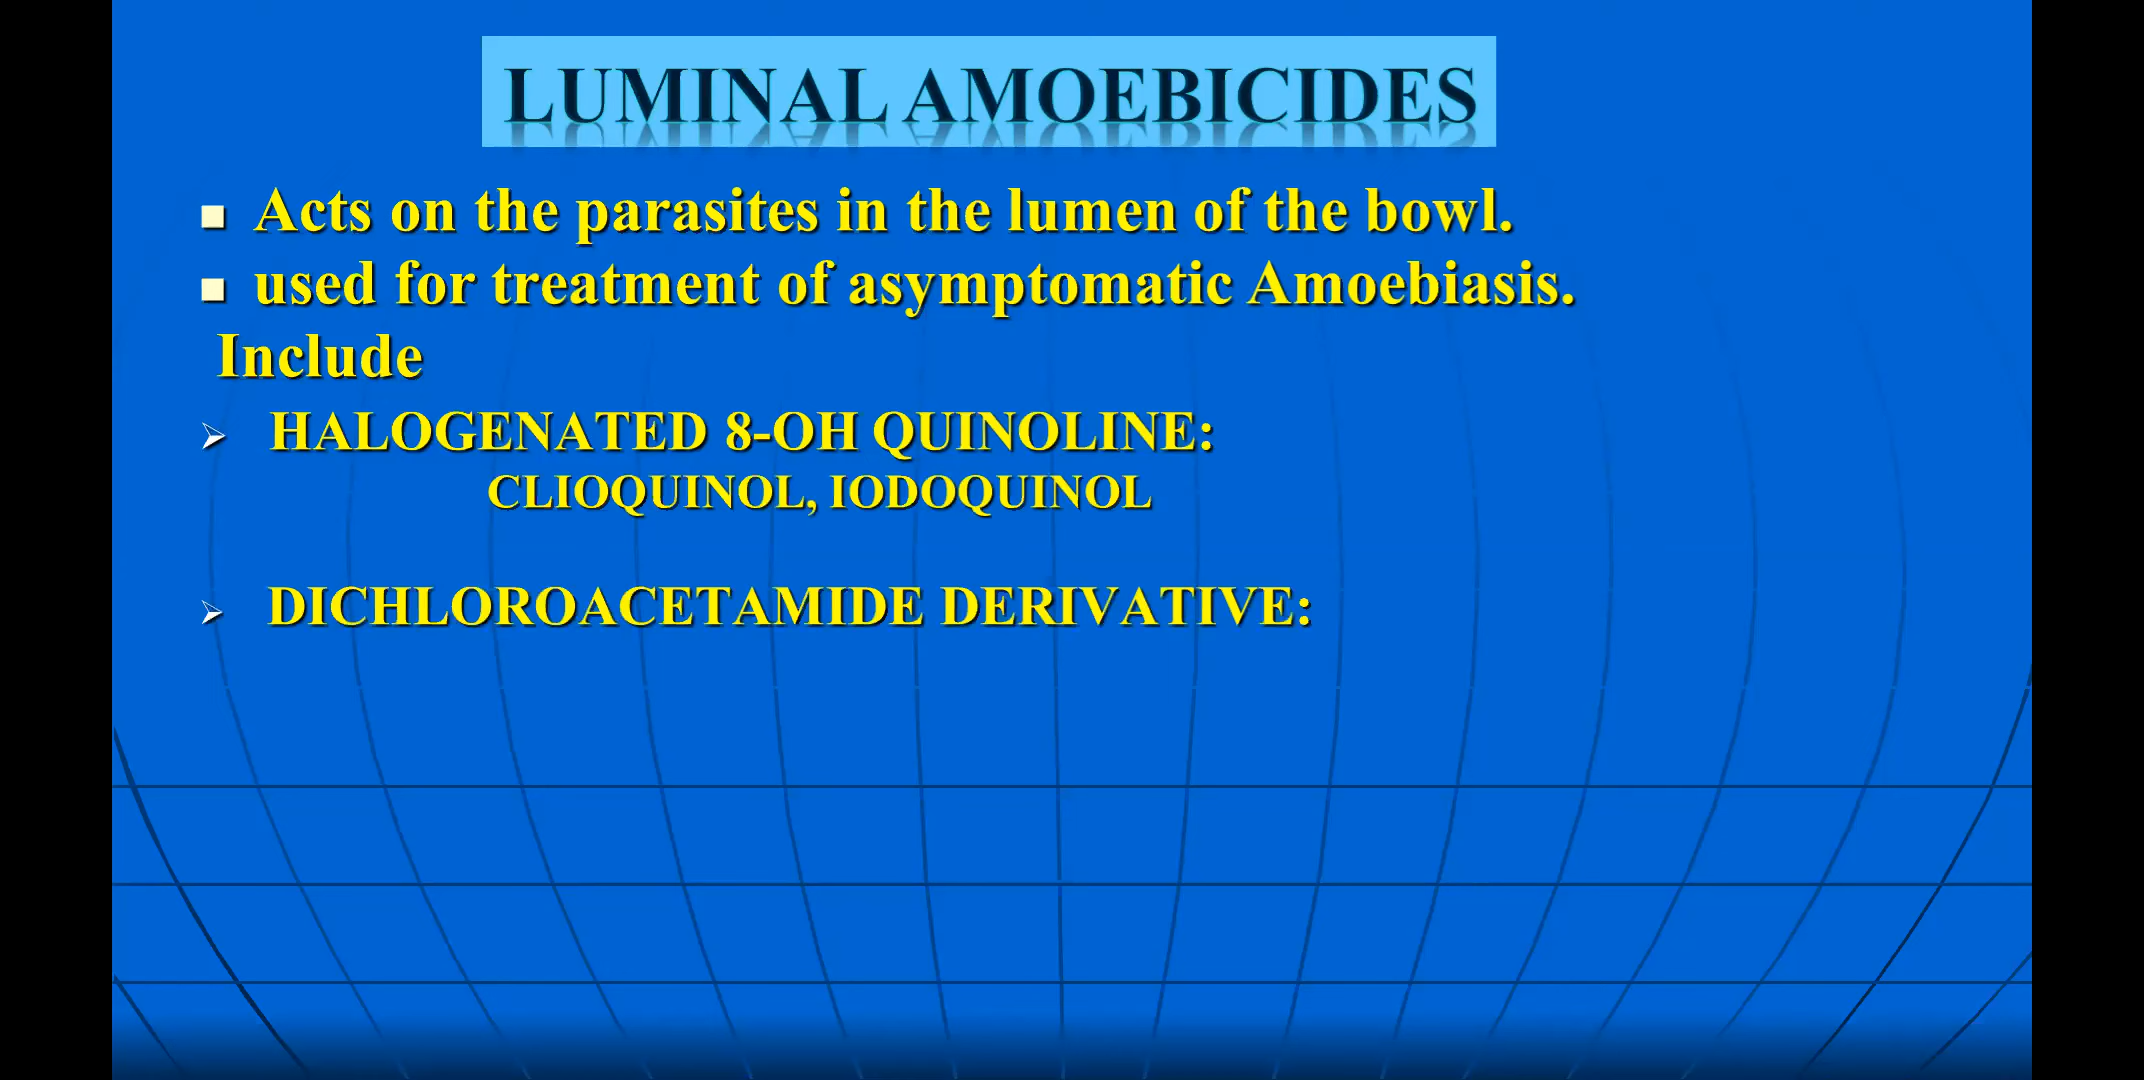 LUMINAL AMOEBICIDES
Acts on the parasites in the lumen of the bowl.
used for treatment of asymptomatic Amoebiasis.
Include
HALOGENATED 8-OH QUINOLINE:
CLIOQUINOL, IODOQUINOL
DICHLOROACETAMIDE DERIVATIVE: